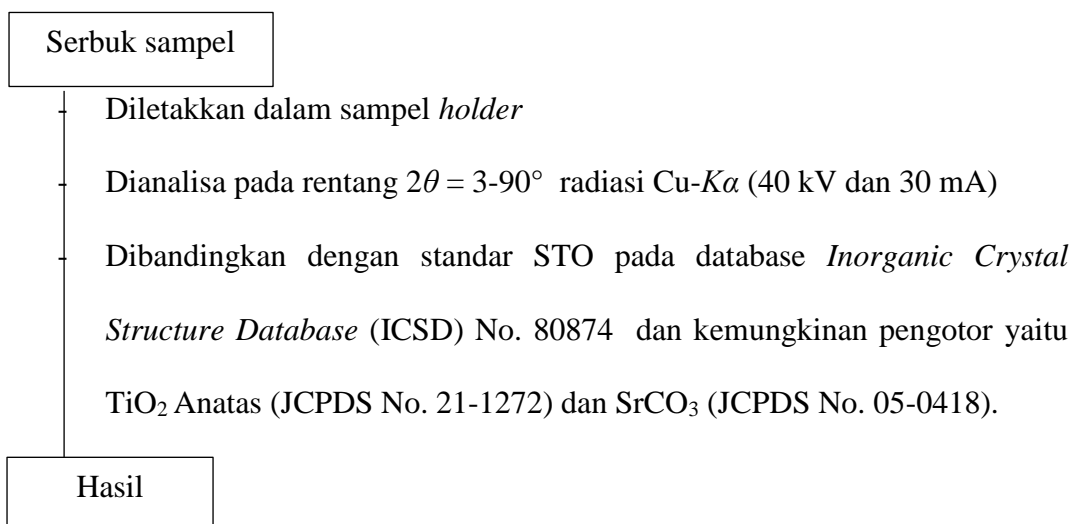 Serbuk sampel
- Diletakkan dalam sampel holder
- Dianalisa pada rentang 2θ = 3-90° radiasi Cu-Kα (40 kV dan 30 mA)
- Dibandingkan dengan standar STO pada database Inorganic Crystal
Structure Database (ICSD) No. 80874 dan kemungkinan pengotor yaitu
TiO₂ Anatas (JCPDS No. 21-1272) dan SrCO₃ (JCPDS No. 05-0418).
Hasil